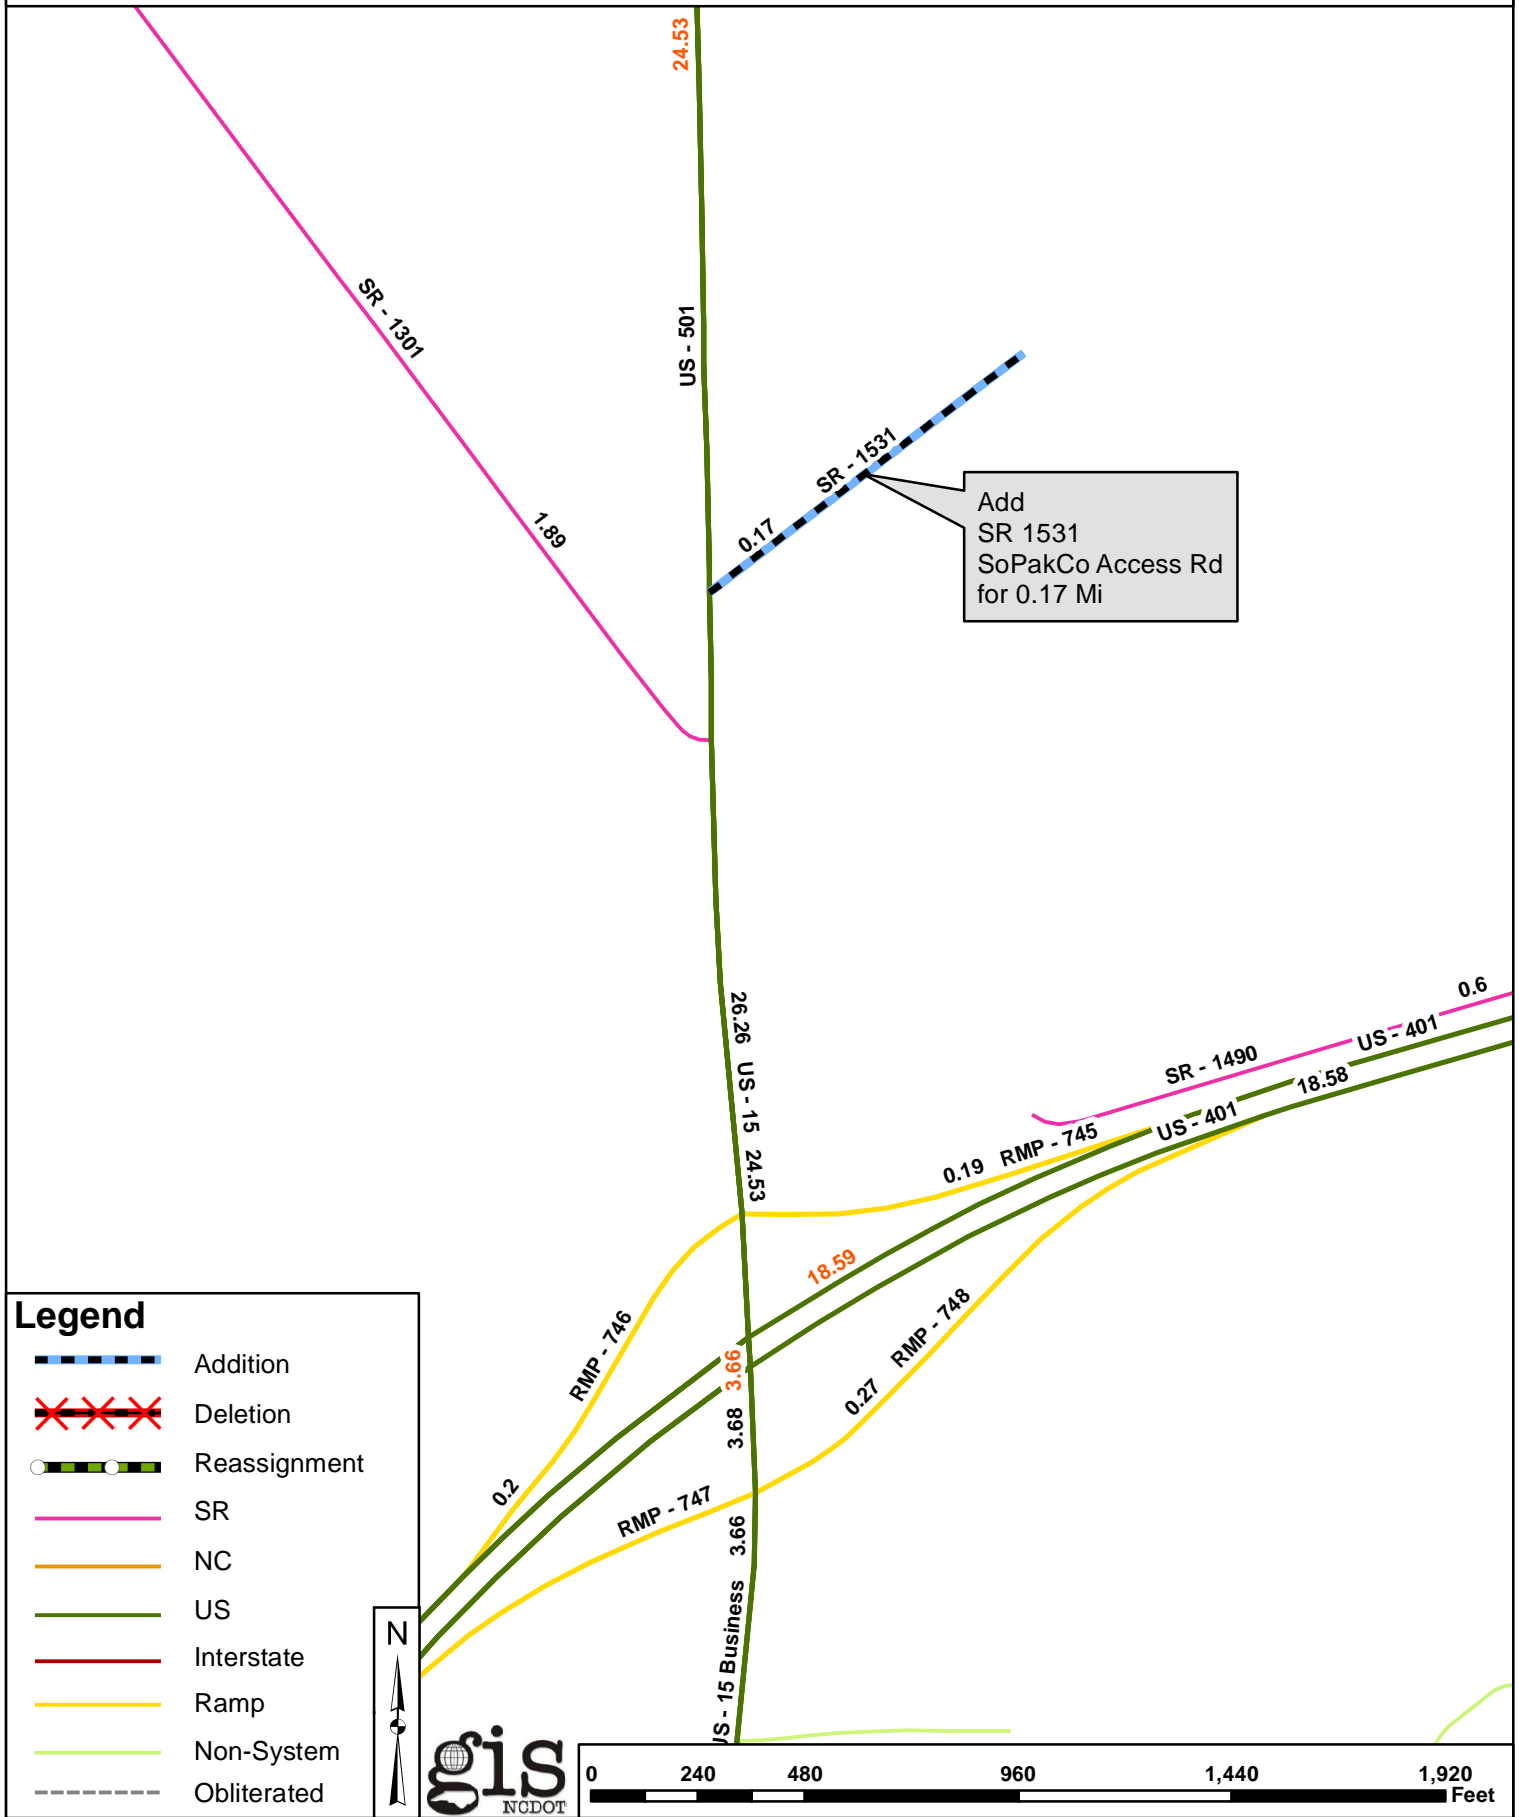 24.53
SR - 1301
US - 501
SR - 1531
0.17
Add
SR 1531
SoPakCo Access Rd
for 0.17 Mi
1.89
26.26 US - 15 24.53
0.6
US - 401
SR - 1490
18.58
US - 401
0.19 RMP - 745
18.59
RMP - 746
RMP - 748
3.66
0.27
3.68
0.2
RMP - 747
3.66
US - 15 Business
Legend
Addition
Deletion
Reassignment
SR
NC
US
Interstate
Ramp
Non-System
Obliterated
N
gis
NCDOT
0 240 480 960 1,440 1,920
Feet